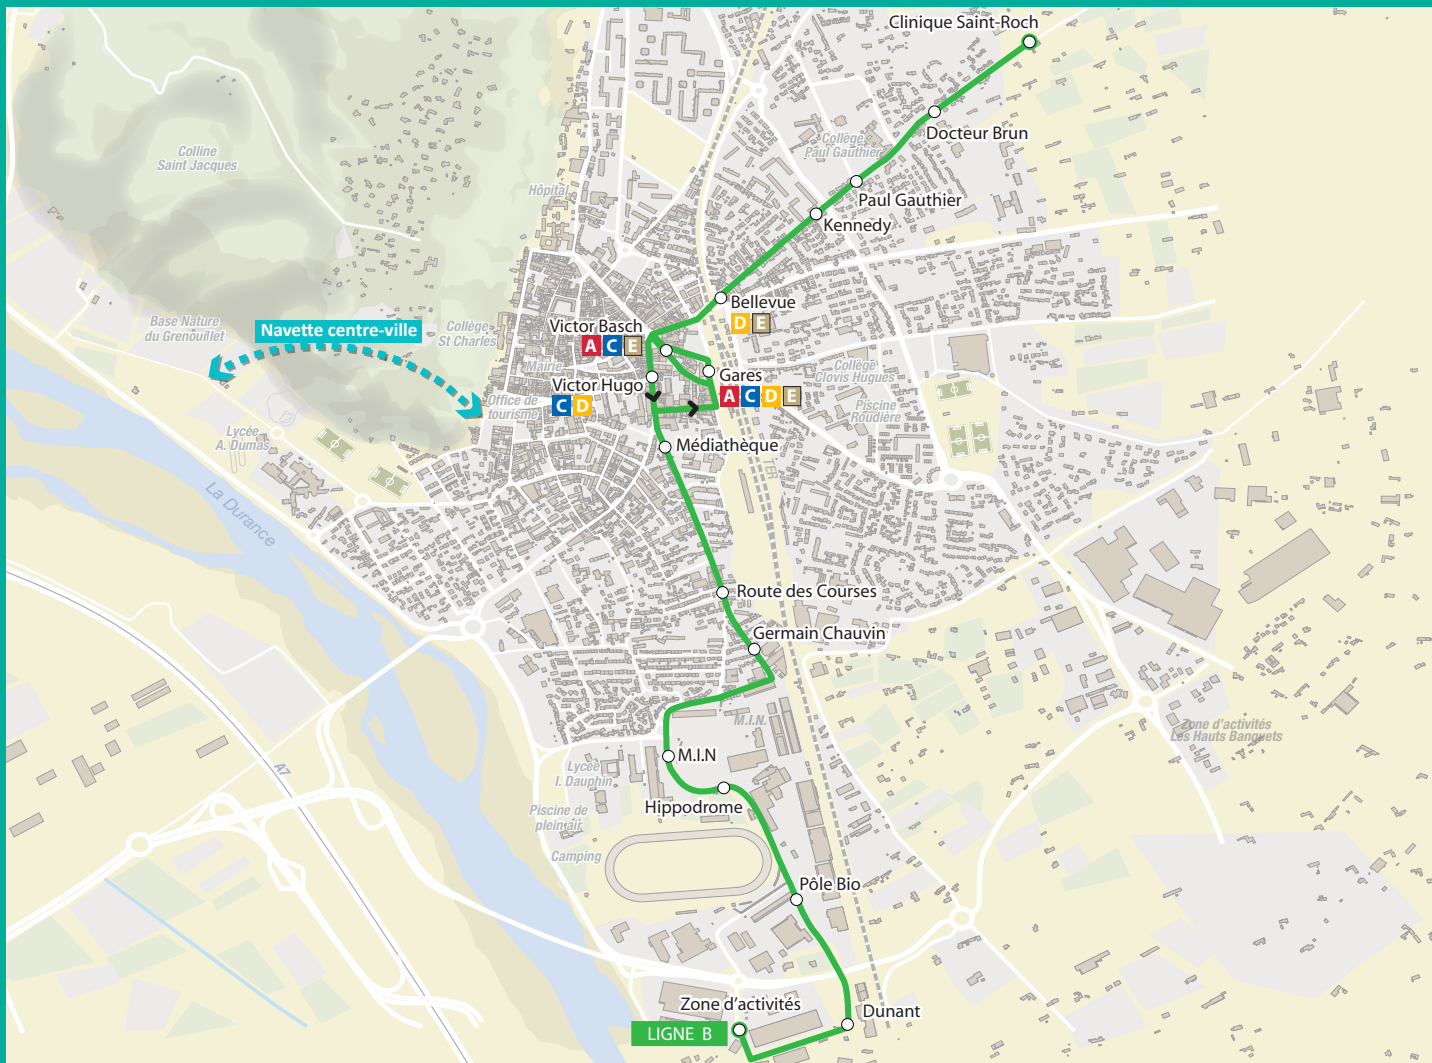 Clinique Saint-Roch
Docteur Brun
Collège
Paul Gauthier
Colline
Saint Jacques
Hôpital
Paul Gauthier
Kennedy
Bellevue
D E
Base Nature
du Grenouillet
Navette centre-ville
Collège
St Charles
Victor Basch
A C E
Mairie
Gares
A C D E
Collège
Clovis Hugues
Victor Hugo
C D
Office de
tourisme
Piscine
Roudière
Lycée
A. Dumas
Médiathèque
La Durance
Route des Courses
Germain Chauvin
M.I.N.
Zone d'activités
Les Hauts Banquets
A7
M.I.N
Lycée
I. Dauphin
Hippodrome
Piscine de
plein air
Camping
Pôle Bio
Zone d'activités
Dunant
LIGNE B